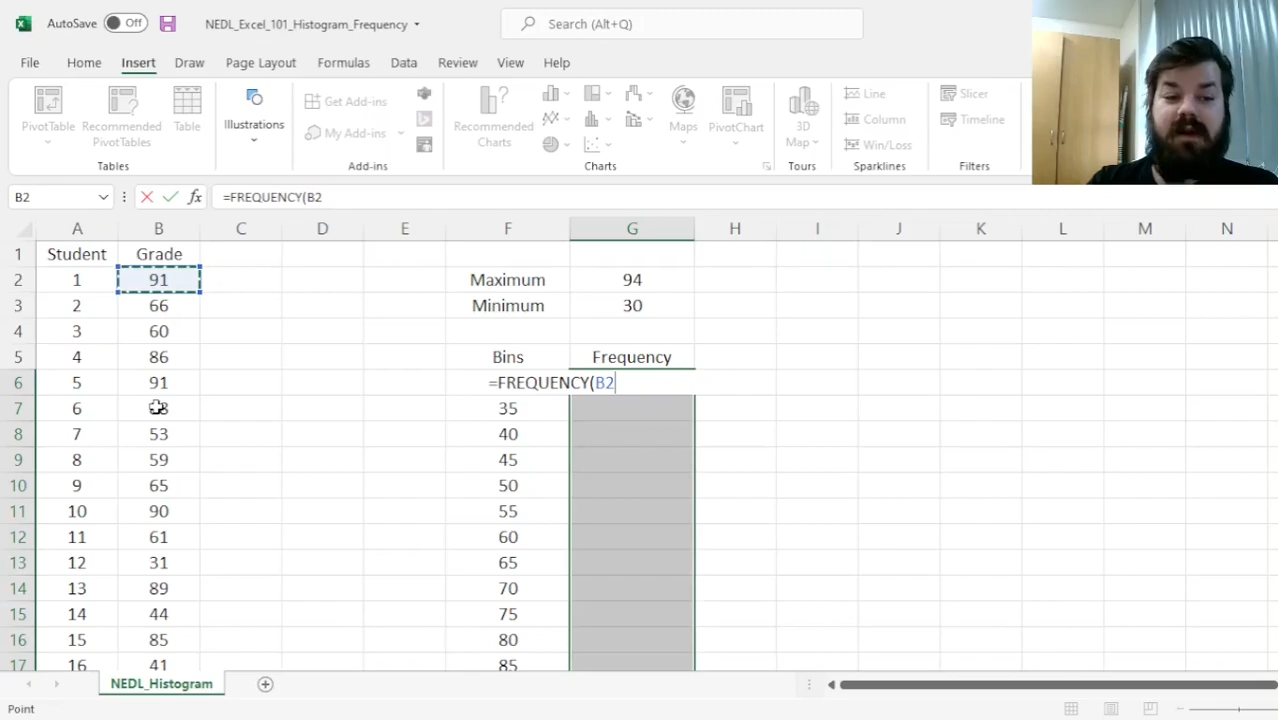 AutoSave Off NEDL_Excel_101_Histogram_Frequency Search (Alt+Q)
File Home Insert Draw Page Layout Formulas Data Review View Help
PivotTable Recommended PivotTables Table Illustrations Get Add-ins My Add-ins Recommended Charts Maps PivotChart 3D Map Line Column Win/Loss Slicer Timeline
Tables Add-ins Charts Tours Sparklines Filters
B2 fx =FREQUENCY(B2
A B C D E F G H I J K L M N
1 Student Grade
2 1 91 Maximum 94
3 2 66 Minimum 30
4 3 60
5 4 86 Bins Frequency
6 5 91 =FREQUENCY(B2
7 6 35
8 7 53 40
9 8 59 45
10 9 65 50
11 10 90 55
12 11 61 60
13 12 31 65
14 13 89 70
15 14 44 75
16 15 85 80
17 16 41 85
NEDL_Histogram
Point